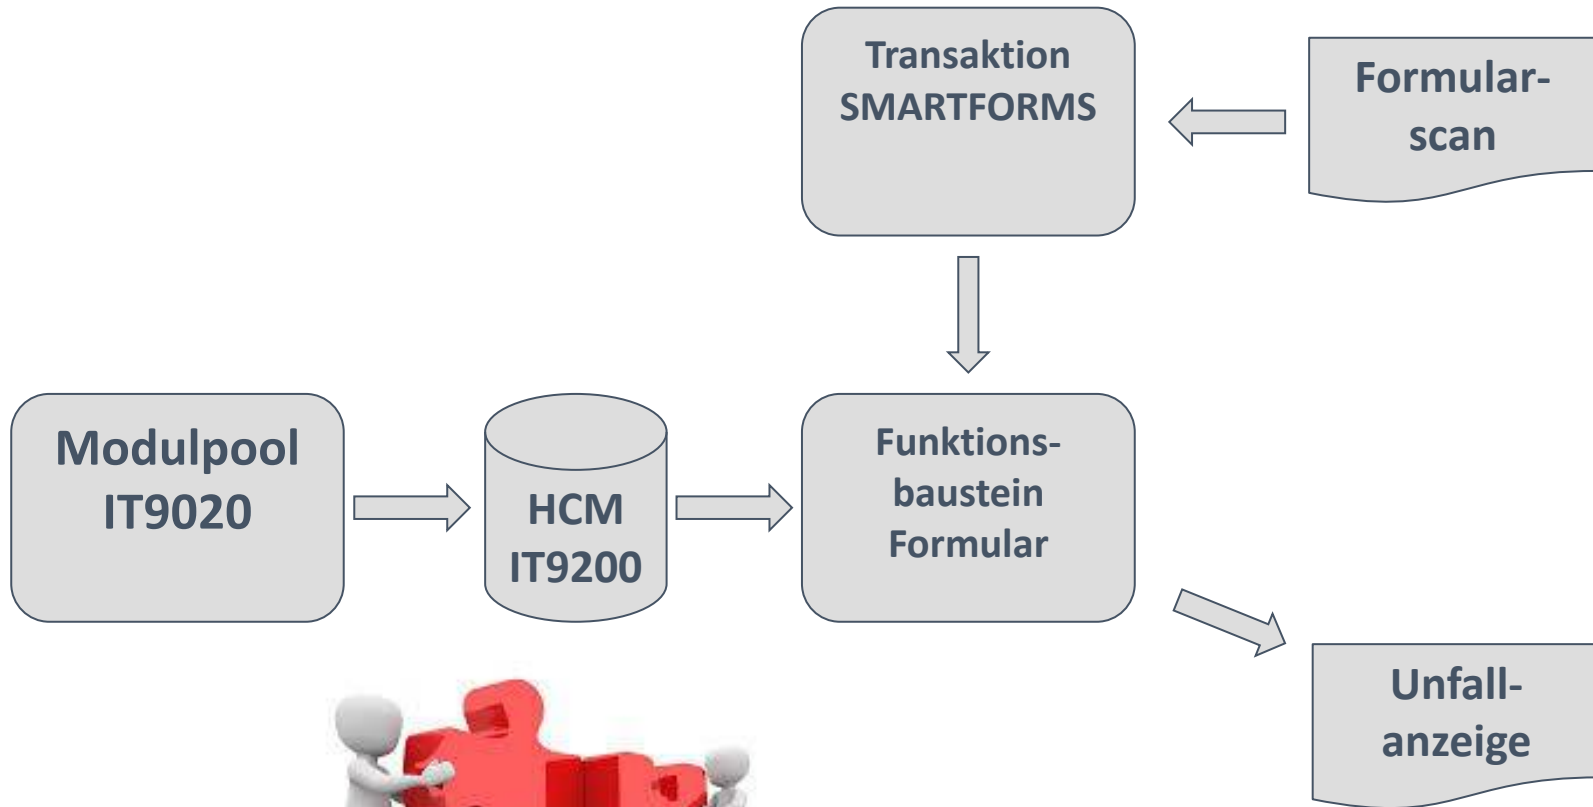 Transaktion
SMARTFORMS
Formular-
scan
Modulpool
IT9020
HCM
IT9200
Funktions-
baustein
Formular
Unfall-
anzeige